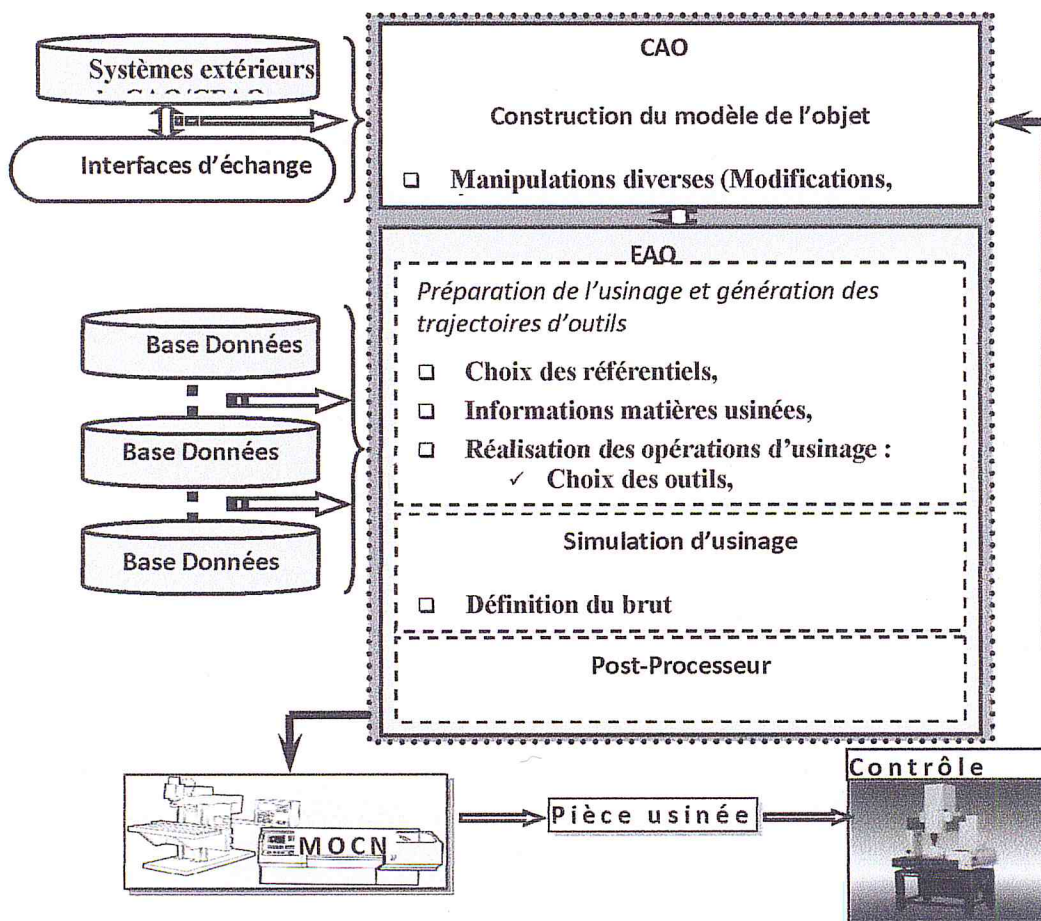 Systèmes extérieurs
Interfaces d'échange
CAO
Construction du modèle de l'objet
❑ Manipulations diverses (Modifications,
EAO
Préparation de l'usinage et génération des
trajectoires d'outils
❑ Choix des référentiels,
❑ Informations matières usinées,
❑ Réalisation des opérations d'usinage :
✓ Choix des outils,
Simulation d'usinage
❑ Définition du brut
Post-Processeur
Base Données
Base Données
Base Données
MOCN
Pièce usinée
Contrôle